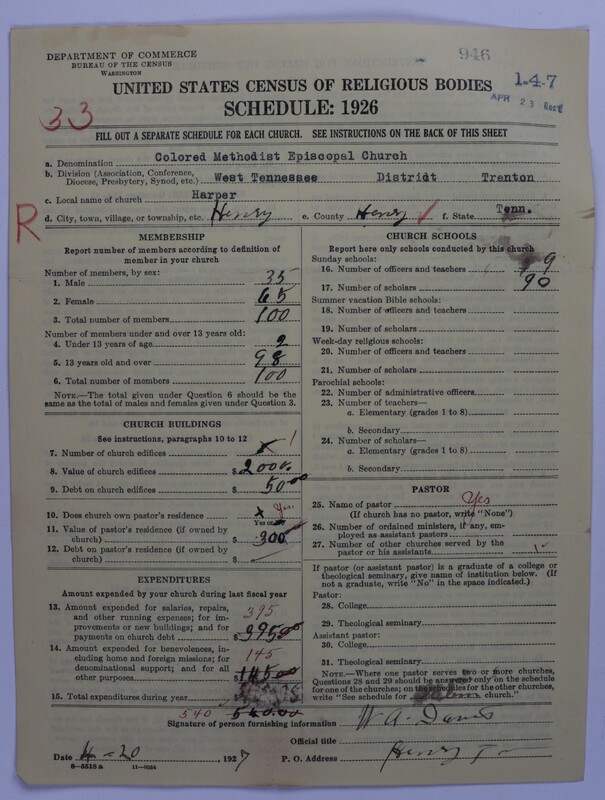 DEPARTMENT OF COMMERCE
BUREAU OF THE CENSUS
WASHINGTON
946
1-4-7
APR 23
UNITED STATES CENSUS OF RELIGIOUS BODIES
SCHEDULE: 1926
33
FILL OUT A SEPARATE SCHEDULE FOR EACH CHURCH. SEE INSTRUCTIONS ON THE BACK OF THIS SHEET
a. Denomination Colored Methodist Episcopal Church
b. Division (Association, Conference, Diocese, Presbytery, Synod, etc.) West Tennessee District Trenton
c. Local name of church Harper
R
d. City, town, village, or township, etc. Henry e. County Henry ✓ f. State Tenn.
MEMBERSHIP
Report number of members according to definition of
member in your church
Number of members, by sex:
1. Male 35
2. Female 65
3. Total number of members 100
Number of members under and over 13 years old:
4. Under 13 years of age 2
5. 13 years old and over 98
6. Total number of members 100
NOTE.—The total given under Question 6 should be the
same as the total of males and females given under Question 3.
CHURCH BUILDINGS
See instructions, paragraphs 10 to 12
7. Number of church edifices x 1
8. Value of church edifices $2000.
9. Debt on church edifices $ 50.00
10. Does church own pastor's residence x Yes
Yes or No
11. Value of pastor's residence (if owned by
church) $ 300
12. Debt on pastor's residence (if owned by
church) $
EXPENDITURES
Amount expended by your church during last fiscal year
13. Amount expended for salaries, repairs, 395
and other running expenses; for im-
provements or new buildings; and for
payments on church debt $ 39500
14. Amount expended for benevolences, 145
including home and foreign missions; for
denominational support; and for all
other purposes $ 14500
15. Total expenditures during year
540 540.00
CHURCH SCHOOLS
Report here only schools conducted by this church
Sunday schools:
16. Number of officers and teachers 9
17. Number of scholars 90
Summer vacation Bible schools:
18. Number of officers and teachers
19. Number of scholars
Week-day religious schools:
20. Number of officers and teachers
21. Number of scholars
Parochial schools:
22. Number of administrative officers
23. Number of teachers—
a. Elementary (grades 1 to 8)
b. Secondary
24. Number of scholars—
a. Elementary (grades 1 to 8)
b. Secondary
PASTOR
25. Name of pastor Yes
(If church has no pastor, write "None")
26. Number of ordained ministers, if any, em-
ployed as assistant pastors
27. Number of other churches served by the
pastor or his assistants 1
If pastor (or assistant pastor) is a graduate of a college or
theological seminary, give name of institution below. (If
not a graduate, write "No" in the space indicated.)
Pastor:
28. College
29. Theological seminary
Assistant pastor:
30. College
31. Theological seminary
NOTE.—Where one pastor serves two or more churches,
Questions 28 and 29 should be answered only on the schedule
for one of the churches; on the schedules for the other churches,
write "See schedule for church."
Signature of person furnishing information W. A. Davis
Official title
Date 4-20 1927 P. O. Address Henry
8—5518 a 11—9034